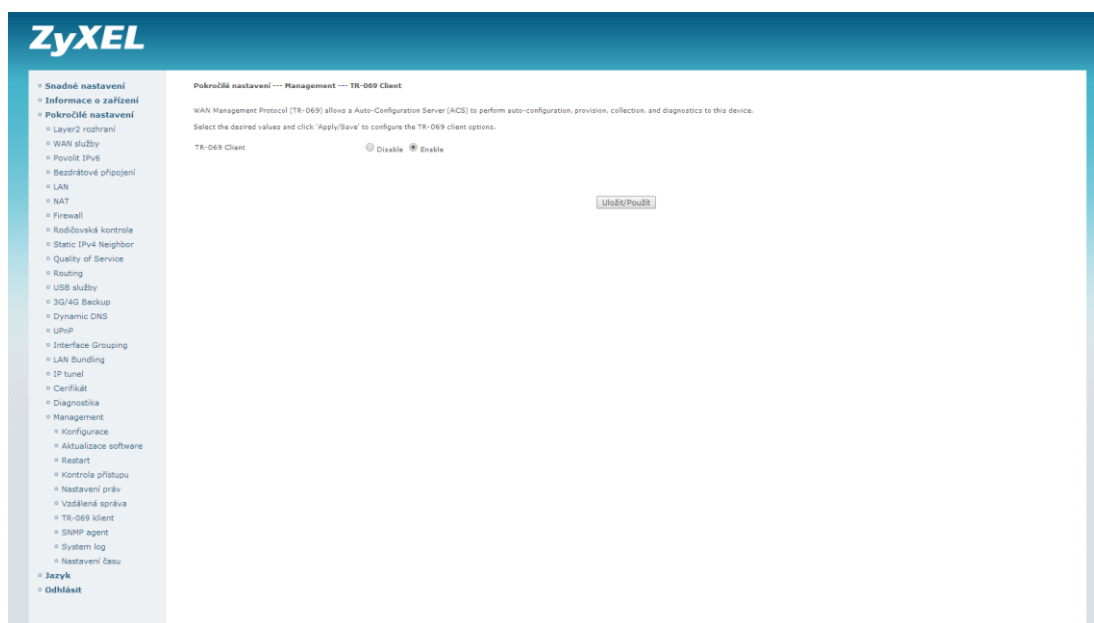 ZyXEL
Snadné nastavení
Informace o zařízení
Pokročilé nastavení
Layer2 rozhraní
WAN služby
Povolit IPv6
Bezdrátové připojení
LAN
NAT
Firewall
Rodičovská kontrola
Static IPv4 Neighbor
Quality of Service
Routing
USB služby
3G/4G Backup
Dynamic DNS
UPnP
Interface Grouping
LAN Bundling
IP tunel
Cerifikát
Diagnostika
Management
Konfigurace
Aktualizace software
Restart
Kontrola přístupu
Nastavení práv
Vzdálená správa
TR-069 klient
SNMP agent
System log
Nastavení času
Jazyk
Odhlásit
Pokročilé nastavení --- Management --- TR-069 Client
WAN Management Protocol (TR-069) allows a Auto-Configuration Server (ACS) to perform auto-configuration, provision, collection, and diagnostics to this device.
Select the desired values and click 'Apply/Save' to configure the TR-069 client options.
TR-069 Client Disable Enable
Uložit/Použít